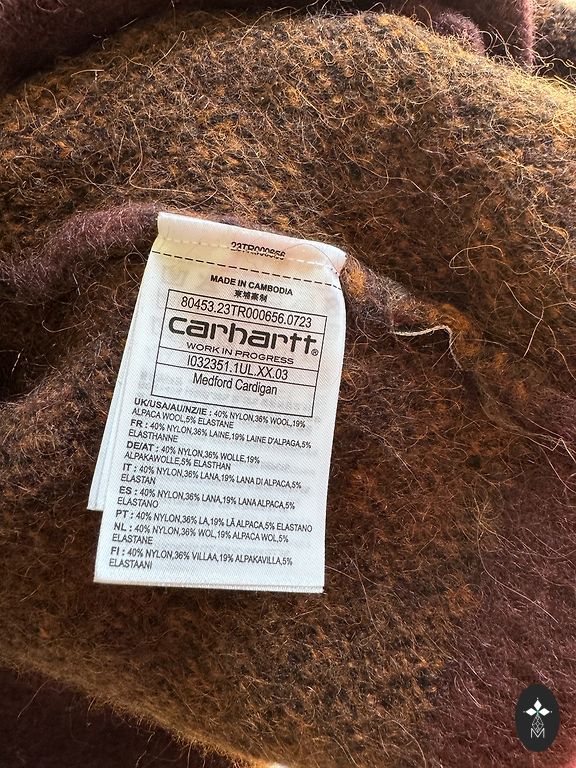 23TR000656
MADE IN CAMBODIA
柬埔寨制
80453.23TR000656.0723
carhartt®
WORK IN PROGRESS
I032351.1UL.XX.03
Medford Cardigan
UK/USA/AU/NZ/IE : 40% NYLON,36% WOOL,19%
ALPACA WOOL,5% ELASTANE
FR : 40% NYLON,36% LAINE,19% LAINE D'ALPAGA,5%
ELASTHANNE
DE/AT : 40% NYLON,36% WOLLE,19%
ALPAKAWOLLE,5% ELASTHAN
IT : 40% NYLON,36% LANA,19% LANA DI ALPACA,5%
ELASTAN
ES : 40% NYLON,36% LANA,19% LANA ALPACA,5%
ELASTANO
PT : 40% NYLON,36% LA,19% LÃ ALPACA,5% ELASTANO
NL : 40% NYLON,36% WOL,19% ALPACA WOL,5%
ELASTANE
FI : 40% NYLON,36% VILLAA,19% ALPAKAVILLA,5%
ELASTAANI
M